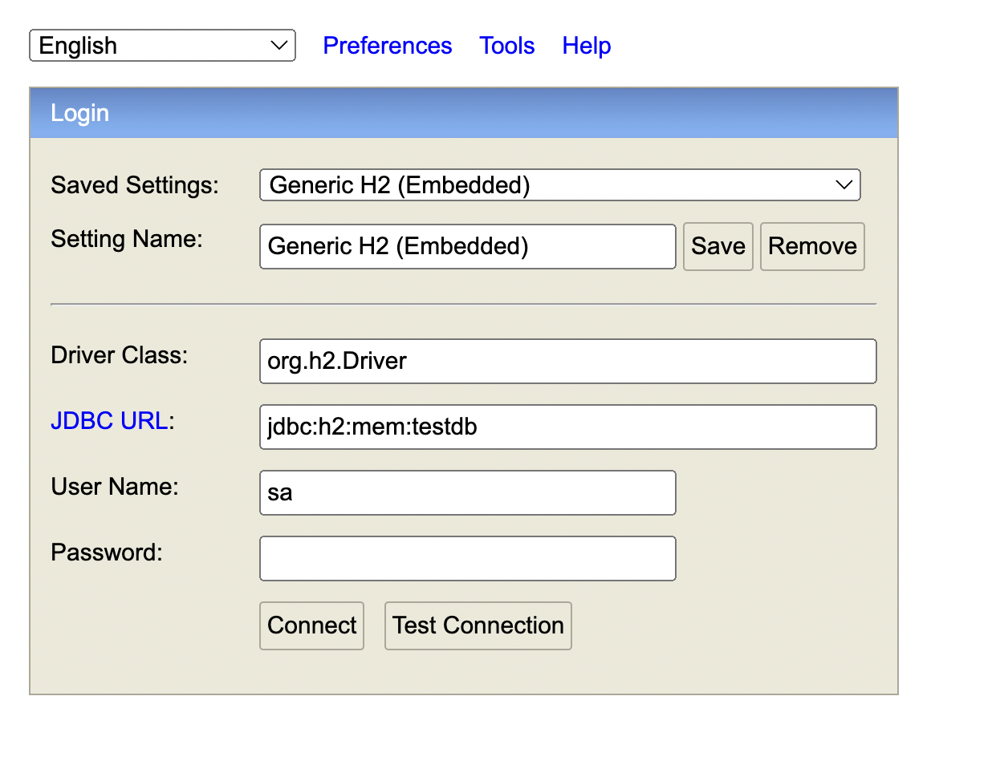 English Preferences Tools Help
Login
Saved Settings: Generic H2 (Embedded)
Setting Name: Generic H2 (Embedded) Save Remove
Driver Class: org.h2.Driver
JDBC URL: jdbc:h2:mem:testdb
User Name: sa
Password:
Connect Test Connection